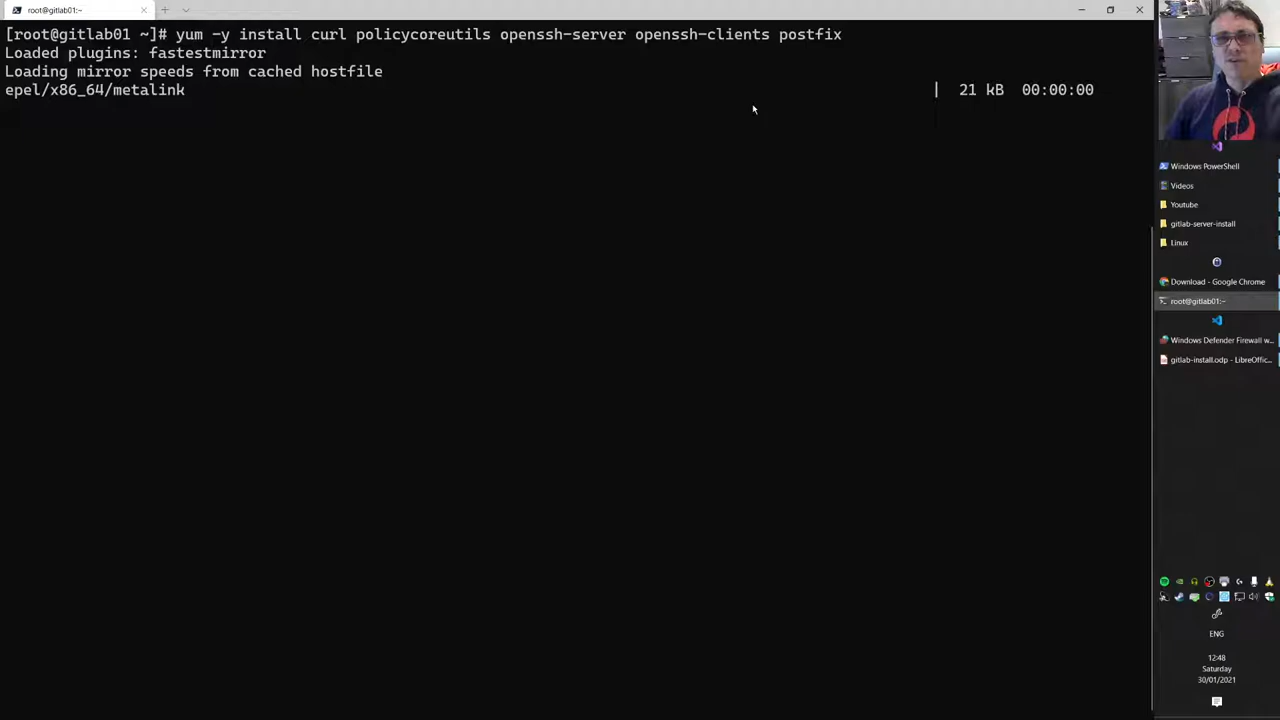 root@gitlab01:~
[root@gitlab01 ~]# yum -y install curl policycoreutils openssh-server openssh-clients postfix
Loaded plugins: fastestmirror
Loading mirror speeds from cached hostfile
epel/x86_64/metalink | 21 kB 00:00:00
Windows PowerShell
Videos
Youtube
gitlab-server-install
Linux
Download - Google Chrome
root@gitlab01:~
Windows Defender Firewall w...
gitlab-install.odp - LibreOffic...
ENG
12:48
Saturday
30/01/2021